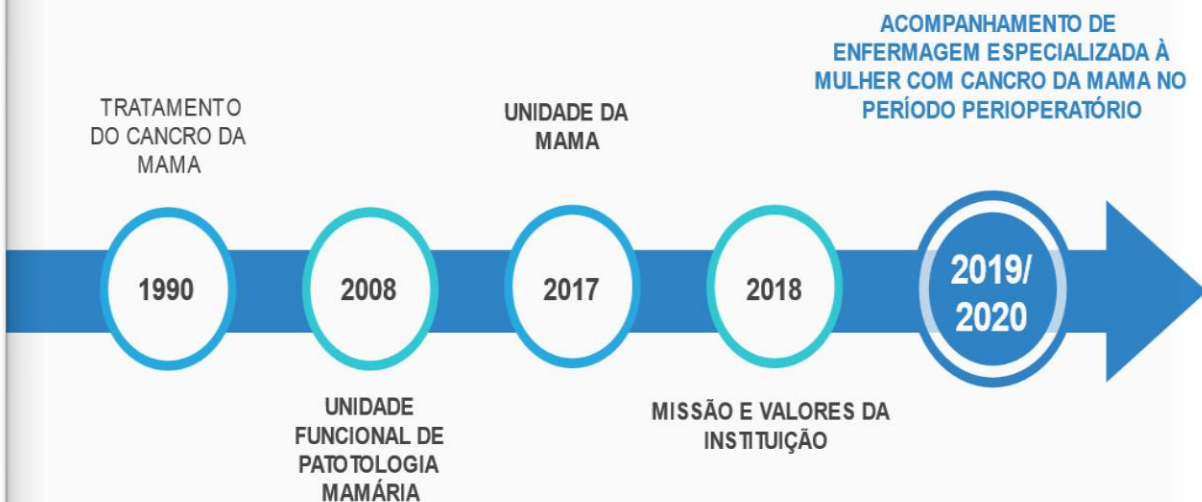 TRATAMENTO
DO CANCRO DA
MAMA
1990
2008
UNIDADE
FUNCIONAL DE
PATOTOLOGIA
MAMÁRIA
UNIDADE DA
MAMA
2017
2018
MISSÃO E VALORES DA
INSTITUIÇÃO
ACOMPANHAMENTO DE
ENFERMAGEM ESPECIALIZADA À
MULHER COM CANCRO DA MAMA NO
PERÍODO PERIOPERATÓRIO
2019/
2020